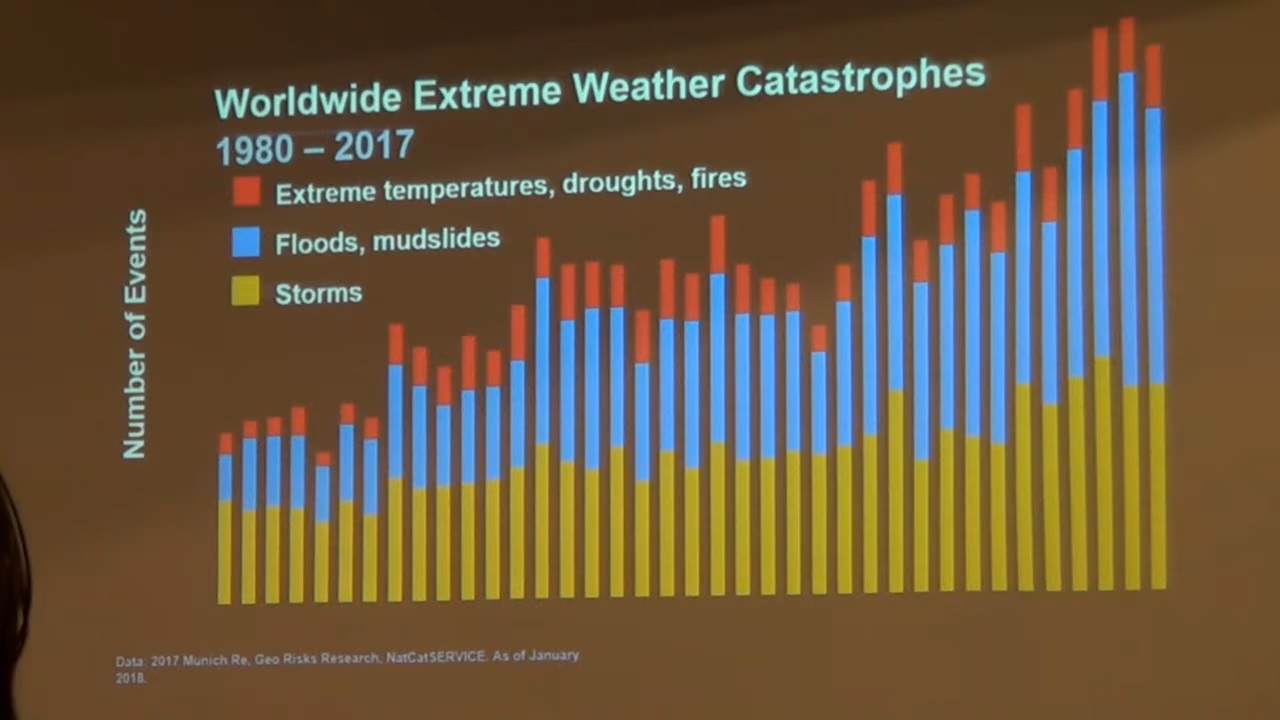 Worldwide Extreme Weather Catastrophes
1980 – 2017
Extreme temperatures, droughts, fires
Floods, mudslides
Storms
Number of Events
Data: 2017 Munich Re, Geo Risks Research, NatCatSERVICE. As of January
2018.